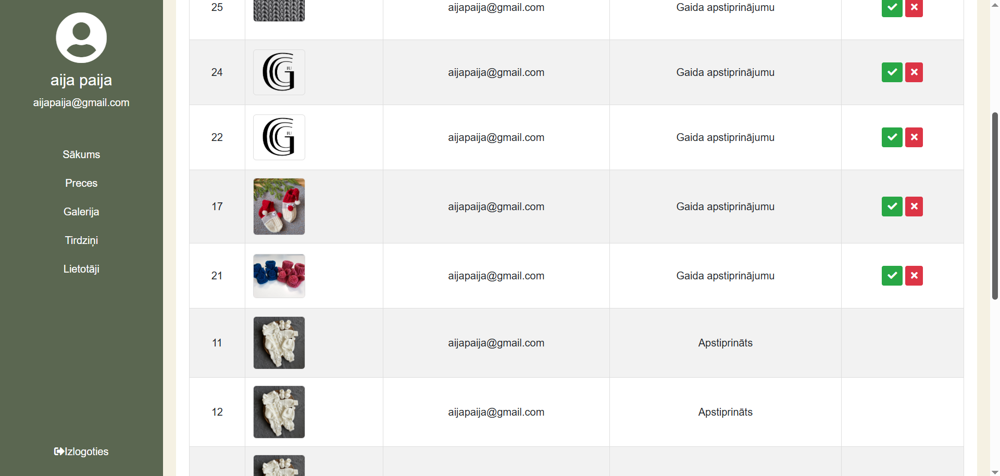 aija paija
aijapaija@gmail.com
Sākums
Preces
Galerija
Tirdziņi
Lietotāji
Izlogoties
25 aijapaija@gmail.com Gaida apstiprinājumu
24 GIU aijapaija@gmail.com Gaida apstiprinājumu
22 GIU aijapaija@gmail.com Gaida apstiprinājumu
17 aijapaija@gmail.com Gaida apstiprinājumu
21 aijapaija@gmail.com Gaida apstiprinājumu
11 aijapaija@gmail.com Apstiprināts
12 aijapaija@gmail.com Apstiprināts